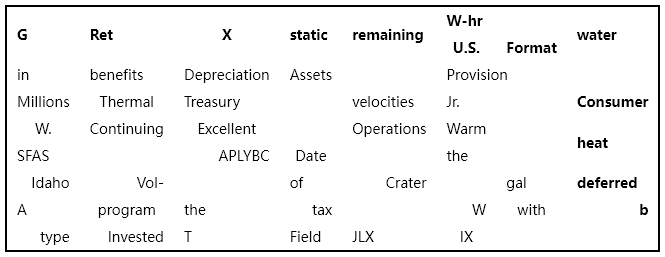 G Ret X static remaining W-hr U.S. Format water
in benefits Depreciation Assets Provision
Millions Thermal Treasury velocities Jr. Consumer
W. Continuing Excellent Operations Warm heat
SFAS APLYBC Date the
Idaho Vol- of Crater gal deferred
A program the tax W with b
type Invested T Field JLX IX